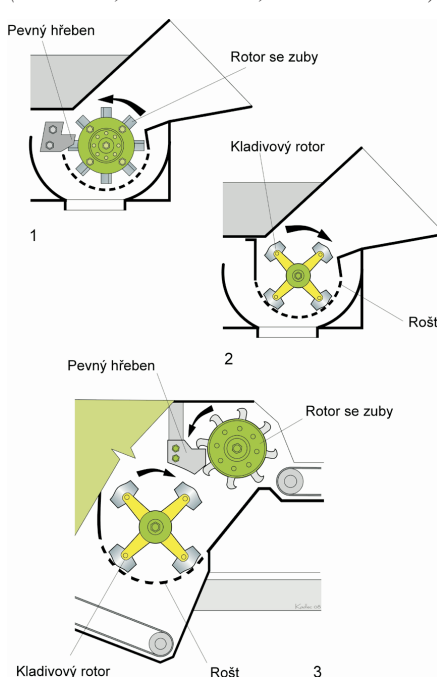 Pevný hřeben
Rotor se zuby
1
Kladivový rotor
Rošt
2
Pevný hřeben
Rotor se zuby
Kladivový rotor
Rošt
3